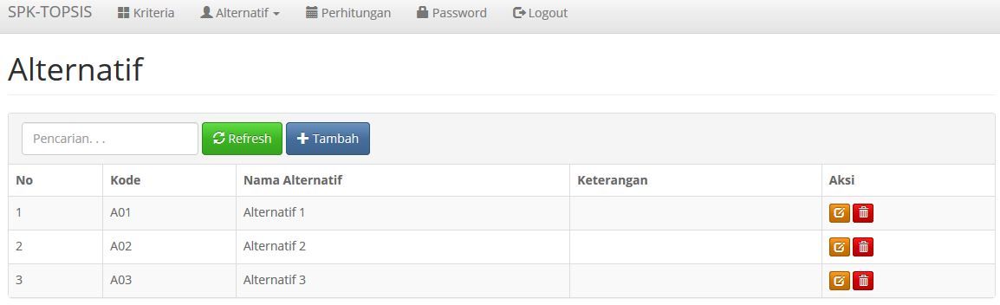 SPK-TOPSIS Kriteria Alternatif Perhitungan Password Logout
Alternatif
Pencarian. . . Refresh Tambah
No Kode Nama Alternatif Keterangan Aksi
1 A01 Alternatif 1
2 A02 Alternatif 2
3 A03 Alternatif 3